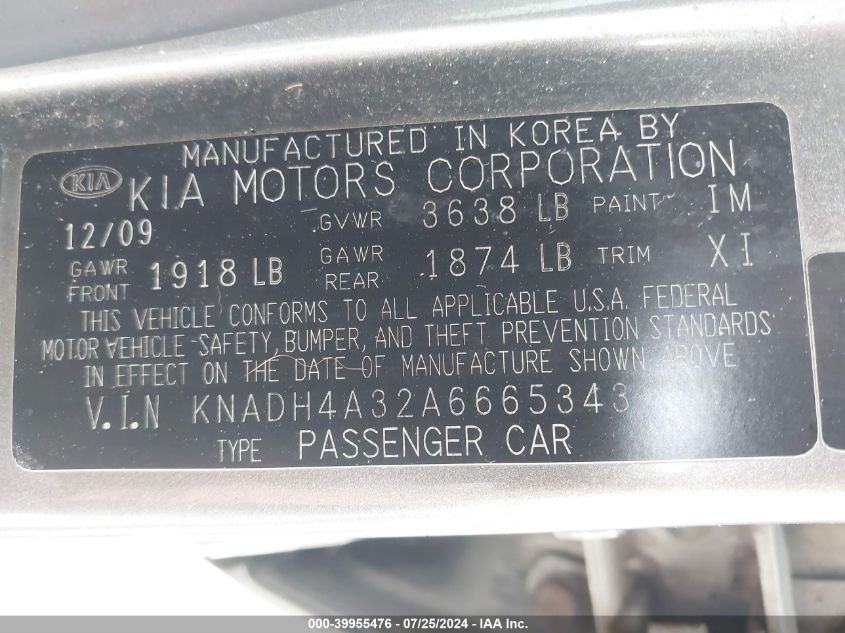 MANUFACTURED IN KOREA BY
KIA KIA MOTORS CORPORATION
12/09 GVWR 3638 LB PAINT IM
GAWR FRONT 1918 LB GAWR REAR 1874 LB TRIM XI
THIS VEHICLE CONFORMS TO ALL APPLICABLE U.S.A. FEDERAL
MOTOR VEHICLE SAFETY, BUMPER, AND THEFT PREVENTION STANDARDS
IN EFFECT ON THE DATE OF MANUFACTURE SHOWN ABOVE
V.I.N KNADH4A32A6665343
TYPE PASSENGER CAR
000-39955476 - 07/25/2024 - IAA Inc.